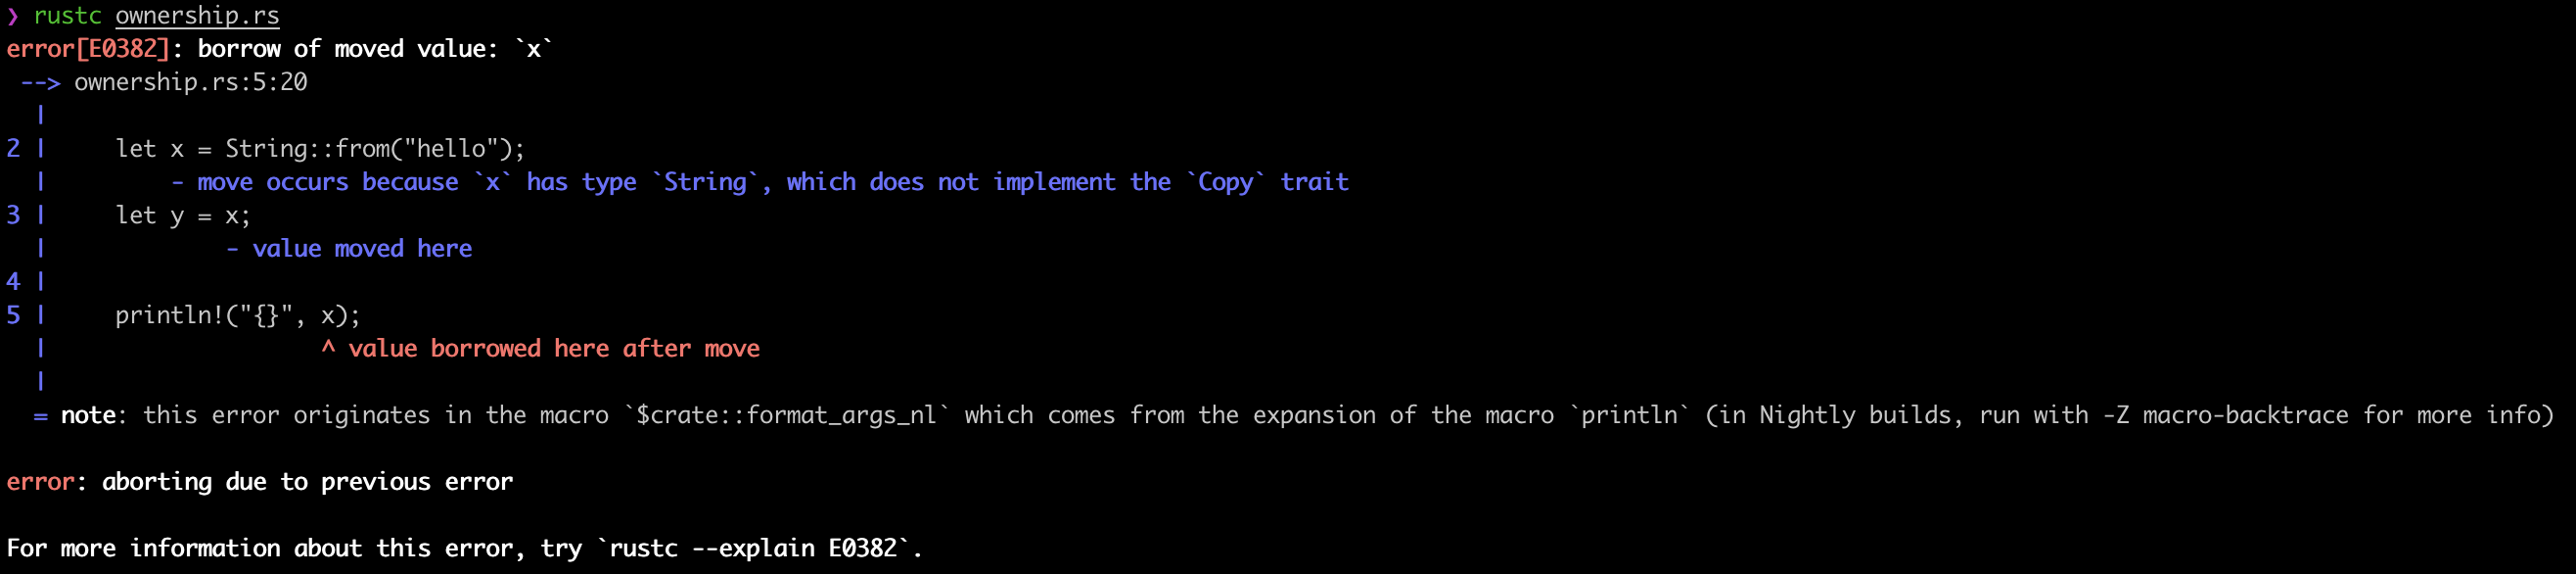 ❯ rustc ownership.rs
error[E0382]: borrow of moved value: `x`
 --> ownership.rs:5:20
  |
2 |     let x = String::from("hello");
  |         - move occurs because `x` has type `String`, which does not implement the `Copy` trait
3 |     let y = x;
  |             - value moved here
4 |
5 |     println!("{}", x);
  |                    ^ value borrowed here after move
  |
  = note: this error originates in the macro `$crate::format_args_nl` which comes from the expansion of the macro `println` (in Nightly builds, run with -Z macro-backtrace for more info)

error: aborting due to previous error

For more information about this error, try `rustc --explain E0382`.